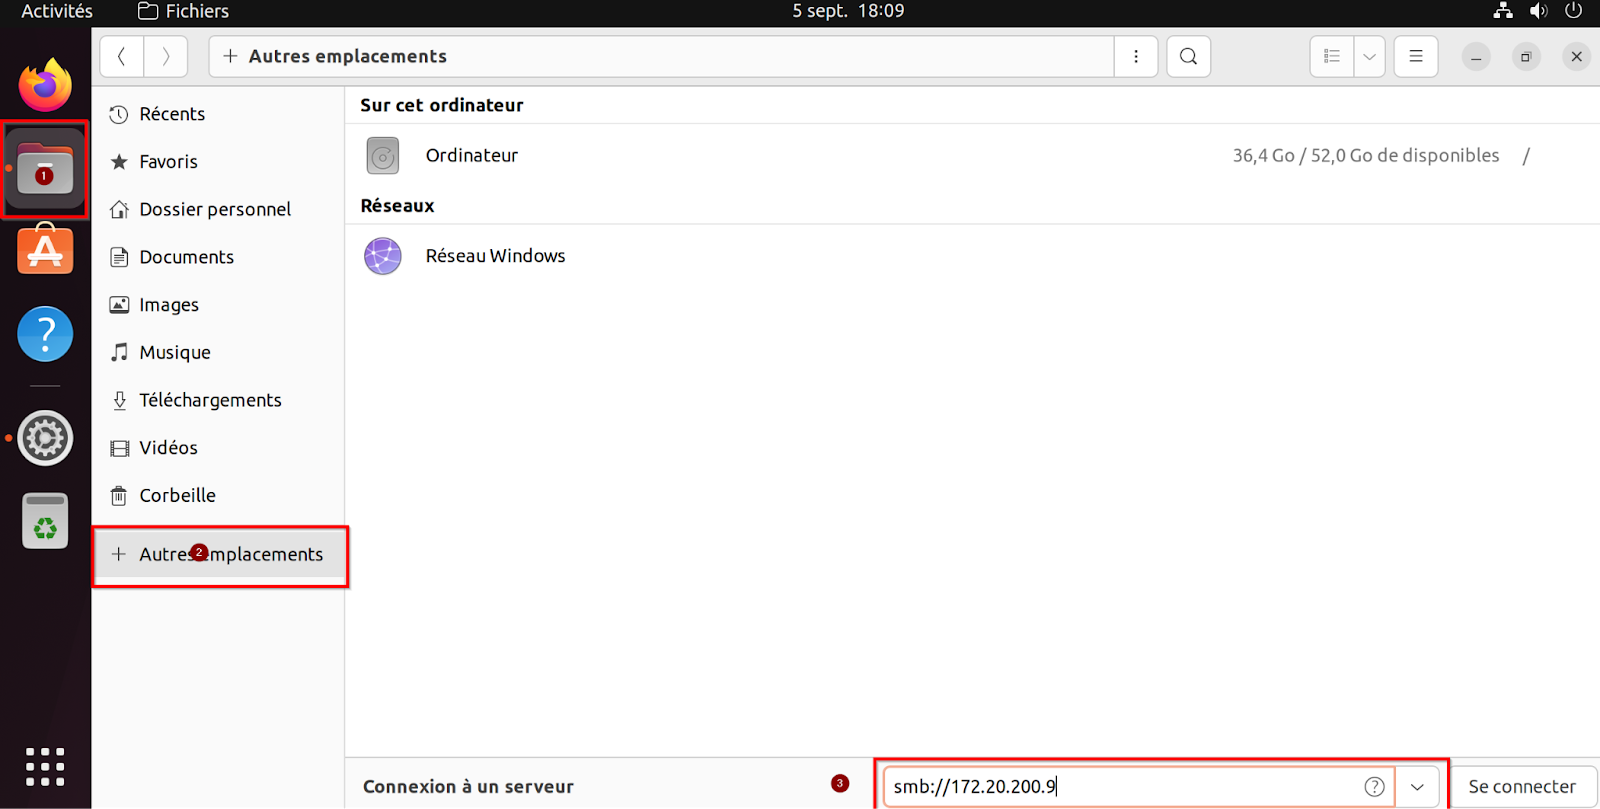 Activités
Fichiers
5 sept. 18:09
+ Autres emplacements
Récents
Favoris
Dossier personnel
Documents
Images
Musique
Téléchargements
Vidéos
Corbeille
+ Autres emplacements
1
2
Sur cet ordinateur
Ordinateur
36,4 Go / 52,0 Go de disponibles /
Réseaux
Réseau Windows
Connexion à un serveur
3
smb://172.20.200.9
?
Se connecter